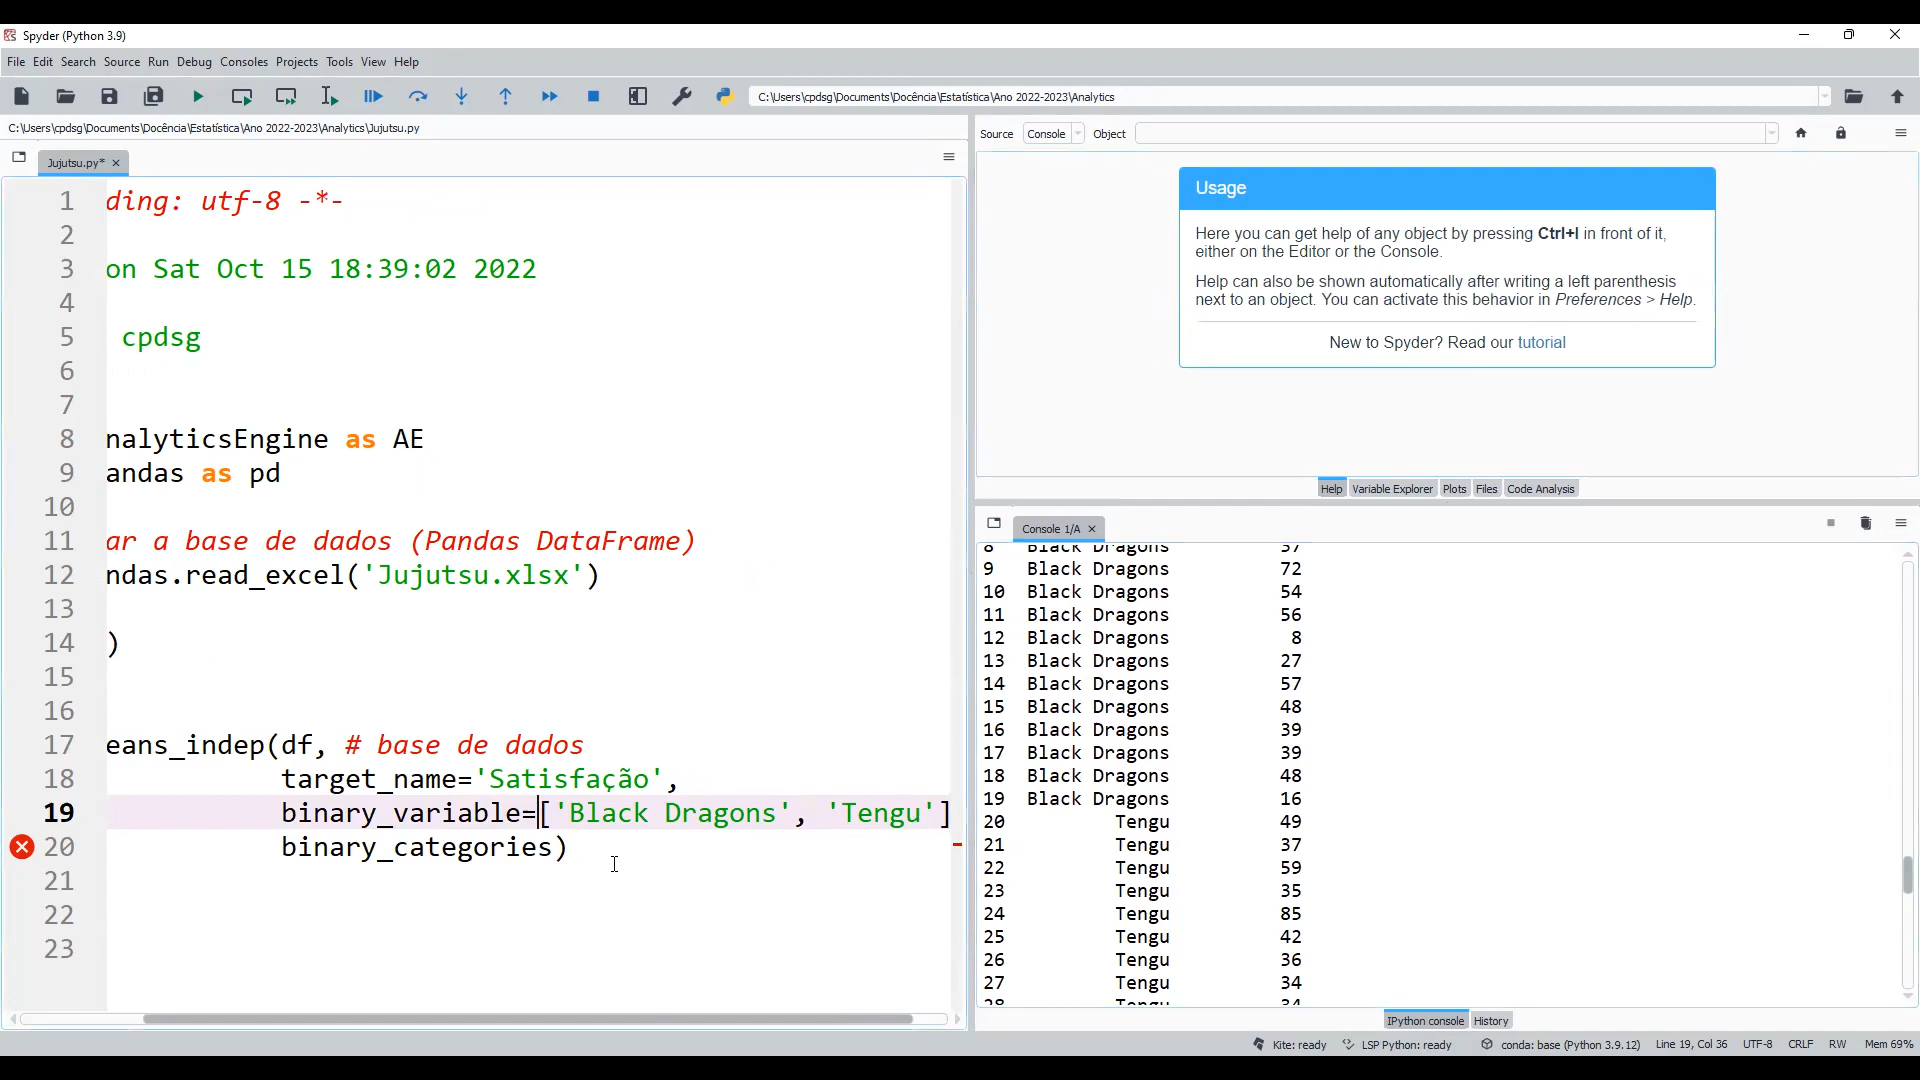 Spyder (Python 3.9)
File Edit Search Source Run Debug Consoles Projects Tools View Help
C:\Users\cpdsg\Documents\Docência\Estatística\Ano 2022-2023\Analytics
C:\Users\cpdsg\Documents\Docência\Estatística\Ano 2022-2023\Analytics\Jujutsu.py
Jujutsu.py*
1 ding: utf-8 -*-
2
3 on Sat Oct 15 18:39:02 2022
4
5 cpdsg
6
7
8 nalyticsEngine as AE
9 andas as pd
10
11 ar a base de dados (Pandas DataFrame)
12 ndas.read_excel('Jujutsu.xlsx')
13
14 )
15
16
17 eans_indep(df, # base de dados
18 target_name='Satisfação',
19 binary_variable=['Black Dragons', 'Tengu']
20 binary_categories)
21
22
23
Source Console Object
Usage
Here you can get help of any object by pressing Ctrl+I in front of it,
either on the Editor or the Console.
Help can also be shown automatically after writing a left parenthesis
next to an object. You can activate this behavior in Preferences > Help.
New to Spyder? Read our tutorial
Help Variable Explorer Plots Files Code Analysis
Console 1/A
8 Black Dragons 37
9 Black Dragons 72
10 Black Dragons 54
11 Black Dragons 56
12 Black Dragons 8
13 Black Dragons 27
14 Black Dragons 57
15 Black Dragons 48
16 Black Dragons 39
17 Black Dragons 39
18 Black Dragons 48
19 Black Dragons 16
20 Tengu 49
21 Tengu 37
22 Tengu 59
23 Tengu 35
24 Tengu 85
25 Tengu 42
26 Tengu 36
27 Tengu 34
28 Tengu 34
IPython console History
Kite: ready LSP Python: ready conda: base (Python 3.9.12) Line 19, Col 36 UTF-8 CRLF RW Mem 69%